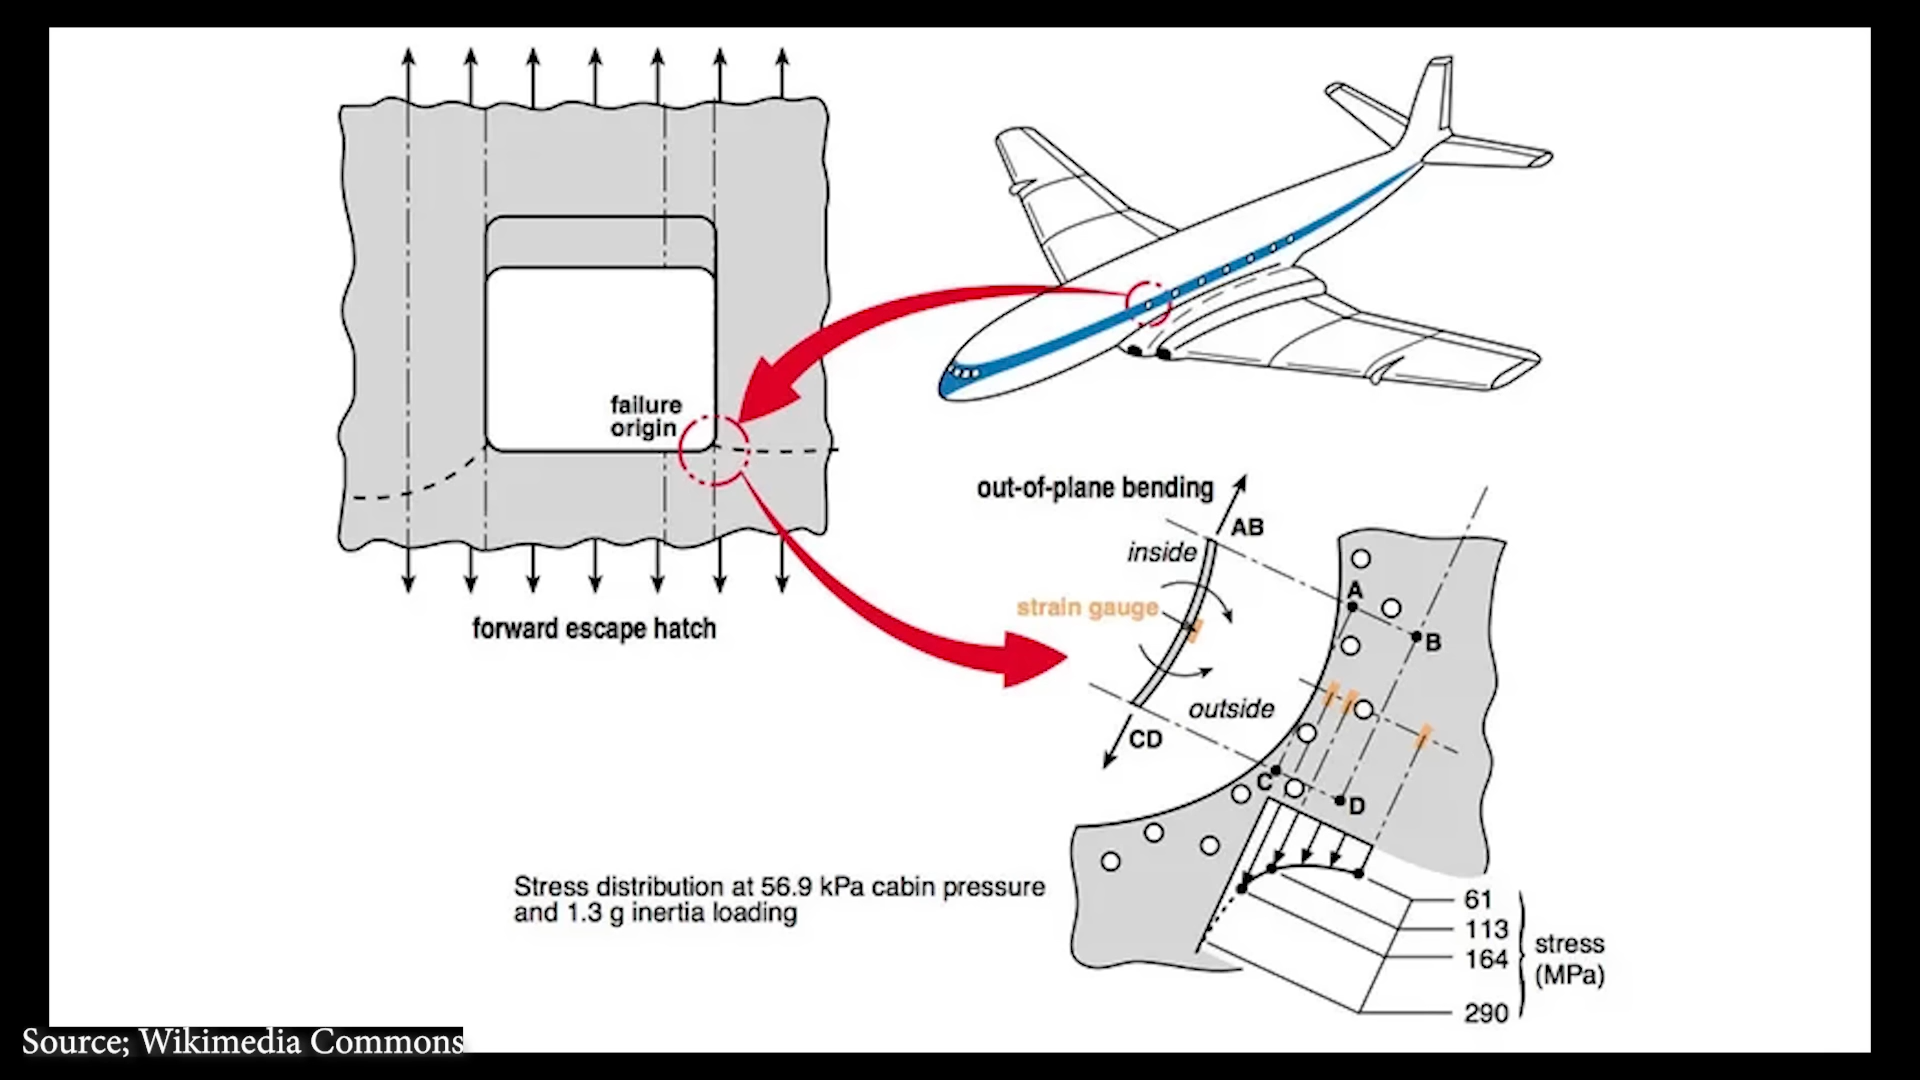 failure
origin
forward escape hatch
out-of-plane bending
AB
inside
strain gauge
outside
CD
A
B
C
D
Stress distribution at 56.9 kPa cabin pressure
and 1.3 g inertia loading
61
113
164
290
stress
(MPa)
Source; Wikimedia Commons